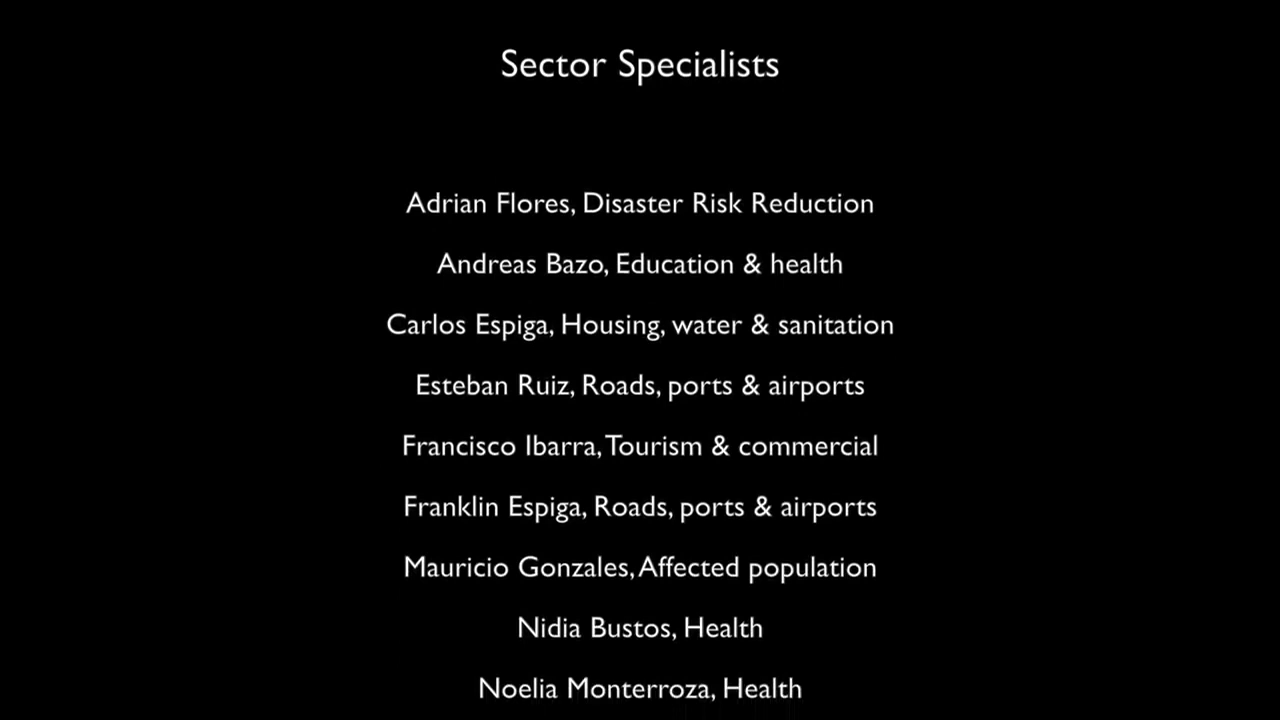 Sector Specialists
Adrian Flores, Disaster Risk Reduction
Andreas Bazo, Education & health
Carlos Espiga, Housing, water & sanitation
Esteban Ruiz, Roads, ports & airports
Francisco Ibarra, Tourism & commercial
Franklin Espiga, Roads, ports & airports
Mauricio Gonzales, Affected population
Nidia Bustos, Health
Noelia Monterroza, Health